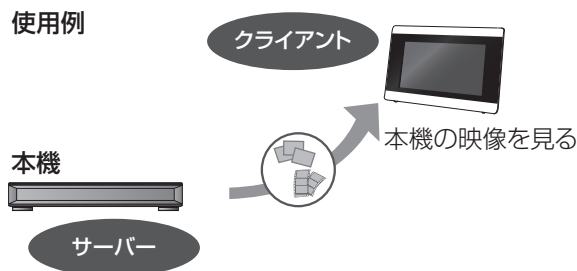 使用例
クライアント
本機の映像を見る
本機
サーバー